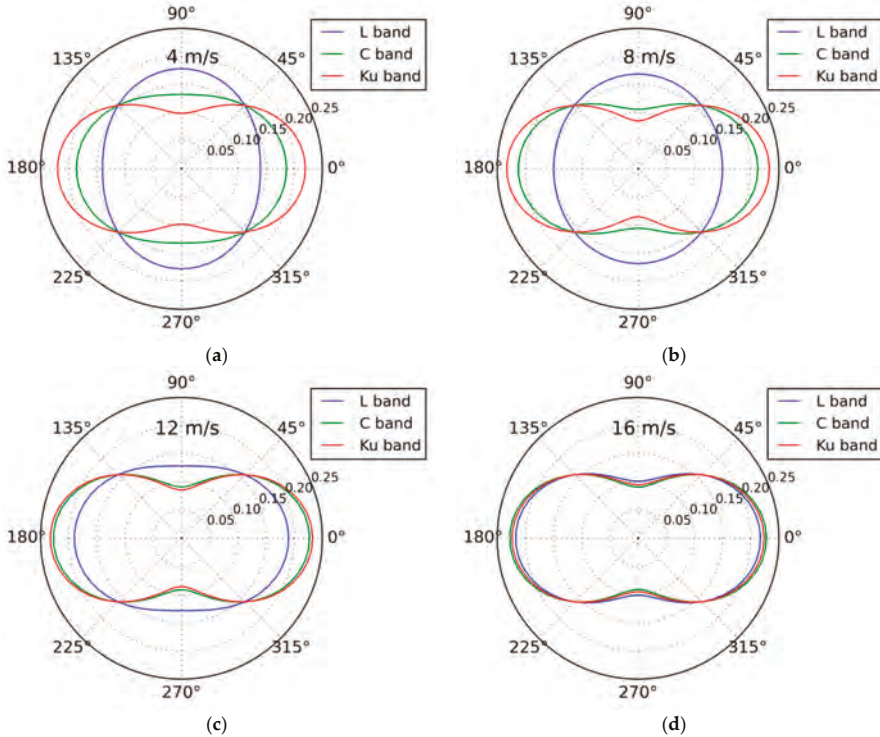 90°
4 m/s
135°
45°
180°
0°
225°
315°
270°
0.05
0.10
0.15
0.20
0.25
L band
C band
Ku band
(a)
90°
8 m/s
135°
45°
180°
0°
225°
315°
270°
0.05
0.10
0.15
0.20
0.25
L band
C band
Ku band
(b)
90°
12 m/s
135°
45°
180°
0°
225°
315°
270°
0.05
0.10
0.15
0.20
0.25
L band
C band
Ku band
(c)
90°
16 m/s
135°
45°
180°
0°
225°
315°
270°
0.05
0.10
0.15
0.20
0.25
L band
C band
Ku band
(d)